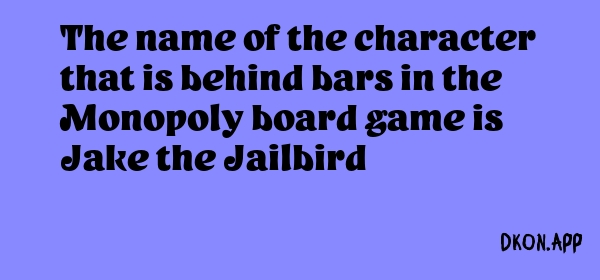 The name of the character
that is behind bars in the
Monopoly board game is
Jake the Jailbird
DKON.APP